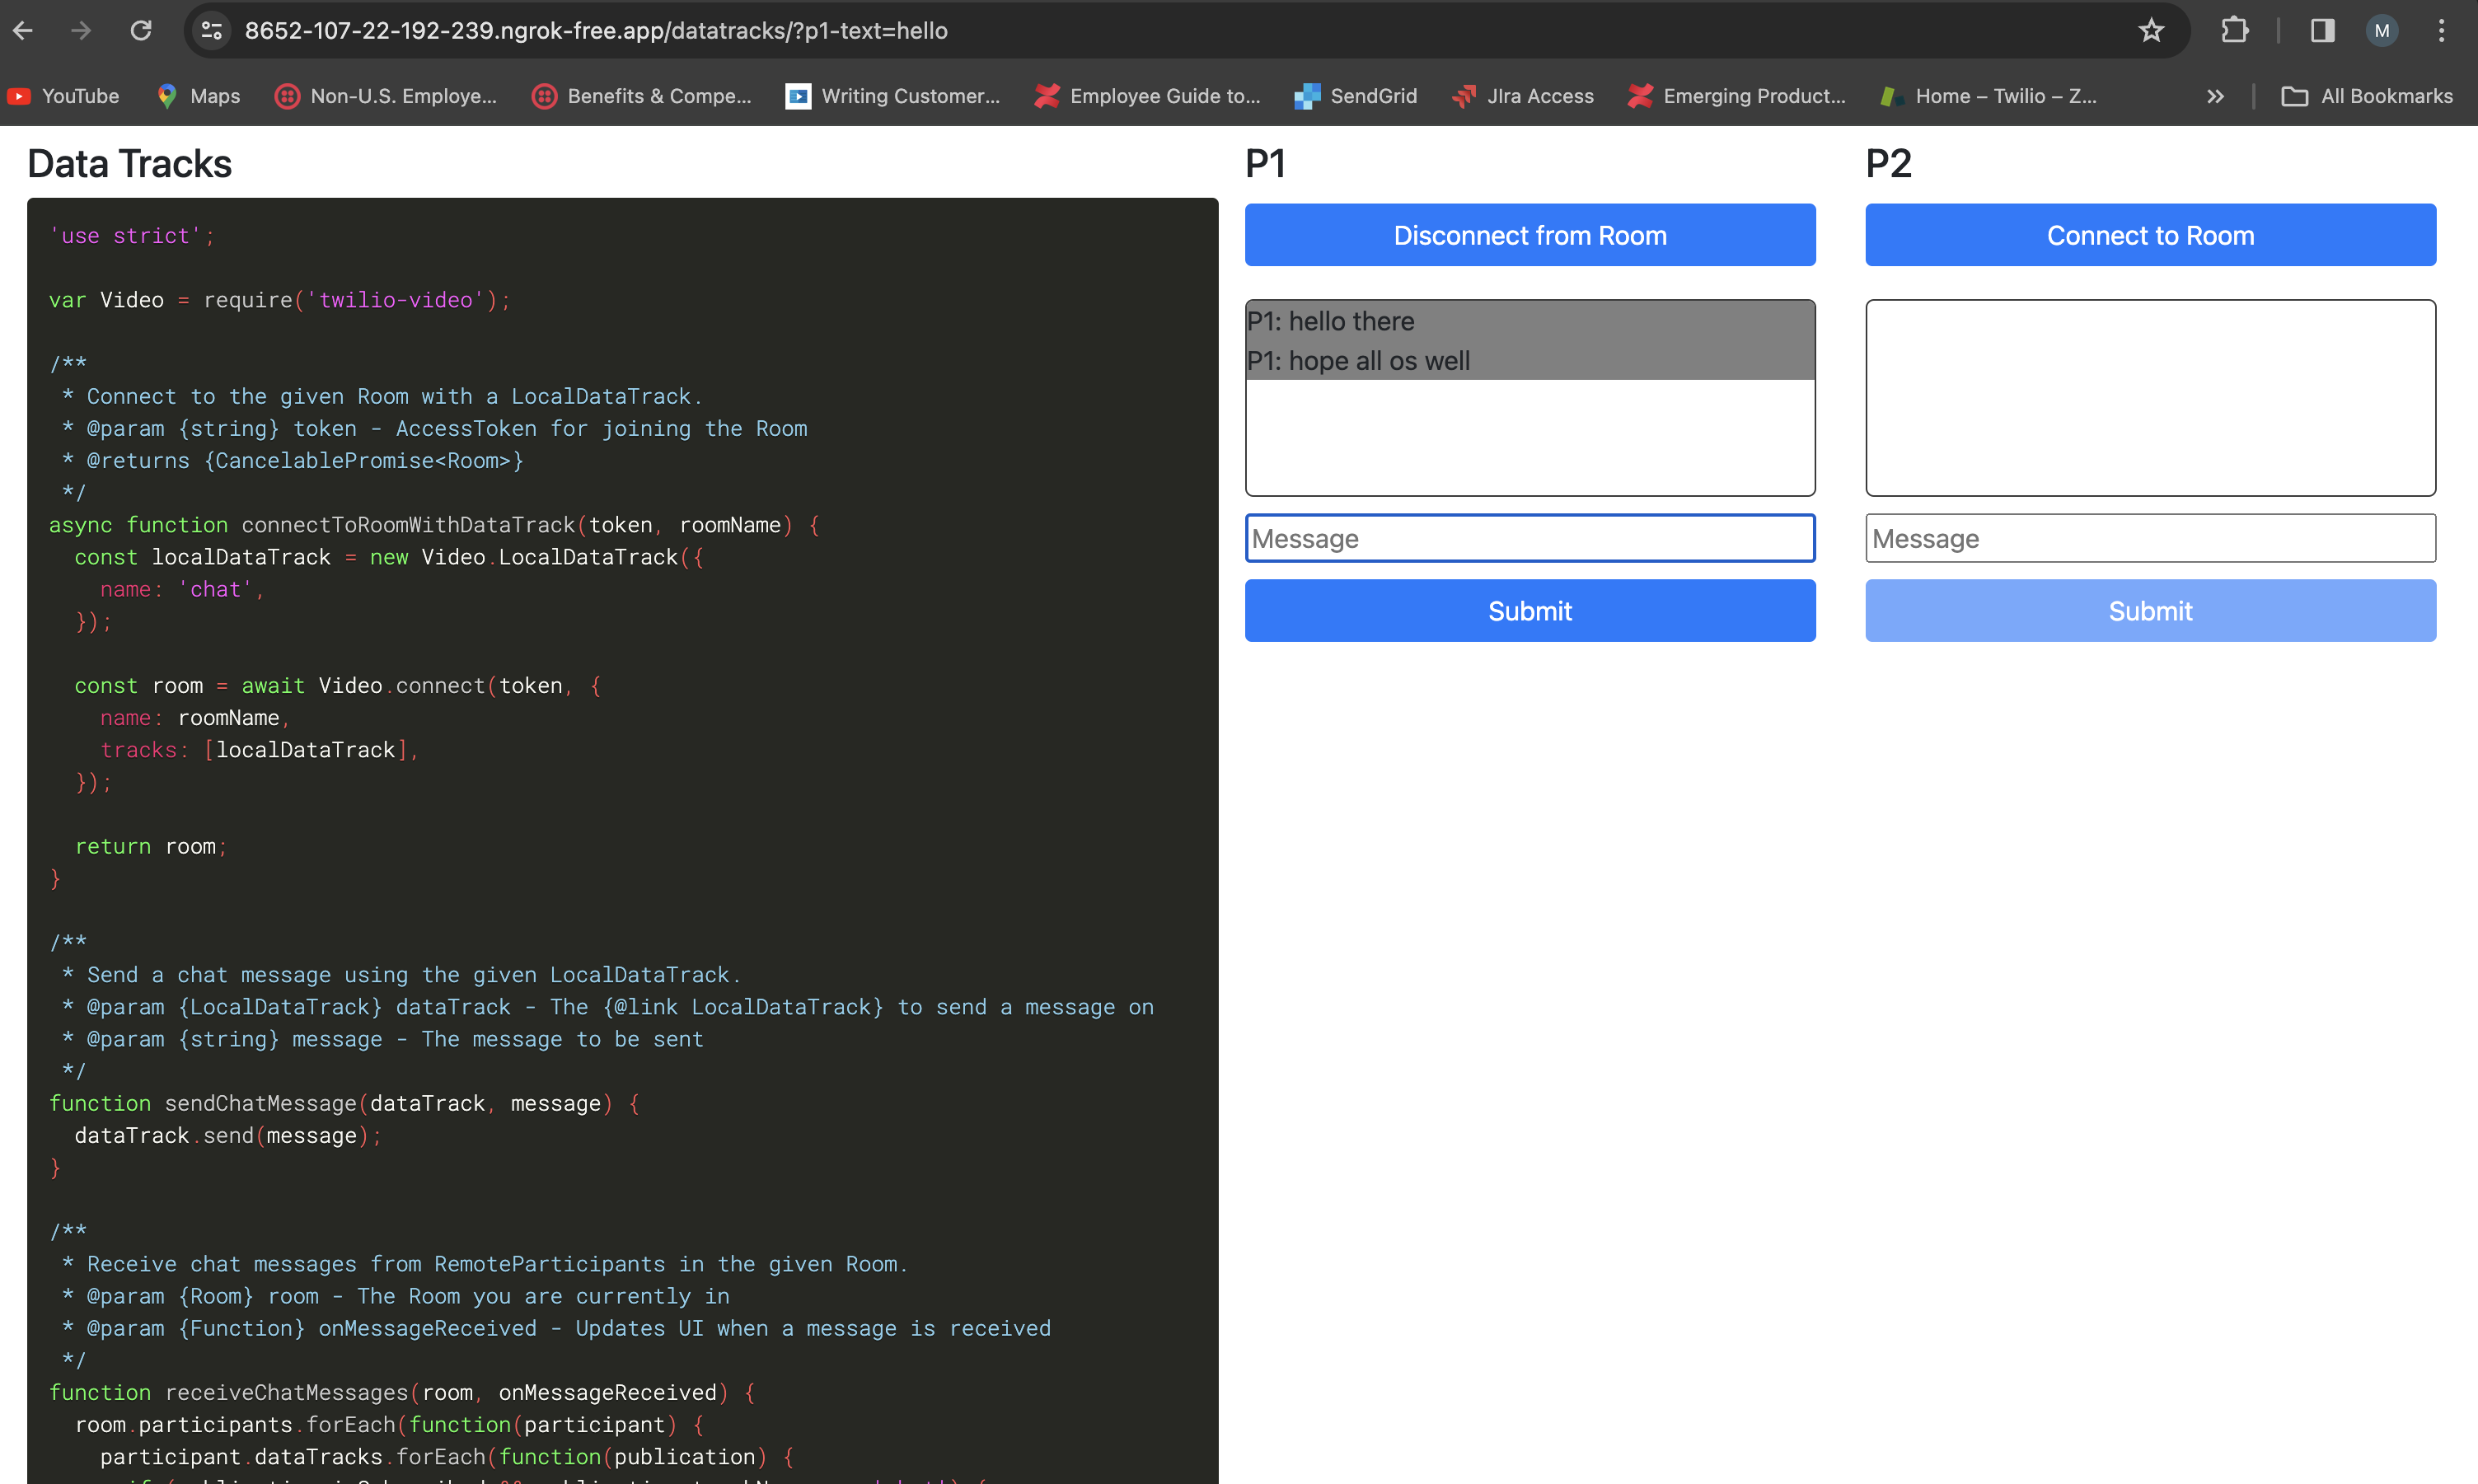 8652-107-22-192-239.ngrok-free.app/datatracks/?p1-text=hello
M
YouTube
Maps
Non-U.S. Employe...
Benefits & Compe...
Writing Customer...
Employee Guide to...
SendGrid
JIra Access
Emerging Product...
Home – Twilio – Z...
All Bookmarks
Data Tracks
'use strict';
var Video = require('twilio-video');
/**
* Connect to the given Room with a LocalDataTrack.
* @param {string} token - AccessToken for joining the Room
* @returns {CancelablePromise<Room>}
*/
async function connectToRoomWithDataTrack(token, roomName) {
const localDataTrack = new Video.LocalDataTrack({
name: 'chat',
});
const room = await Video.connect(token, {
name: roomName,
tracks: [localDataTrack],
});
return room;
}
/**
* Send a chat message using the given LocalDataTrack.
* @param {LocalDataTrack} dataTrack - The {@link LocalDataTrack} to send a message on
* @param {string} message - The message to be sent
*/
function sendChatMessage(dataTrack, message) {
dataTrack.send(message);
}
/**
* Receive chat messages from RemoteParticipants in the given Room.
* @param {Room} room - The Room you are currently in
* @param {Function} onMessageReceived - Updates UI when a message is received
*/
function receiveChatMessages(room, onMessageReceived) {
room.participants.forEach(function(participant) {
participant.dataTracks.forEach(function(publication) {
P1
Disconnect from Room
P1: hello there
P1: hope all os well
Message
Submit
P2
Connect to Room
Message
Submit